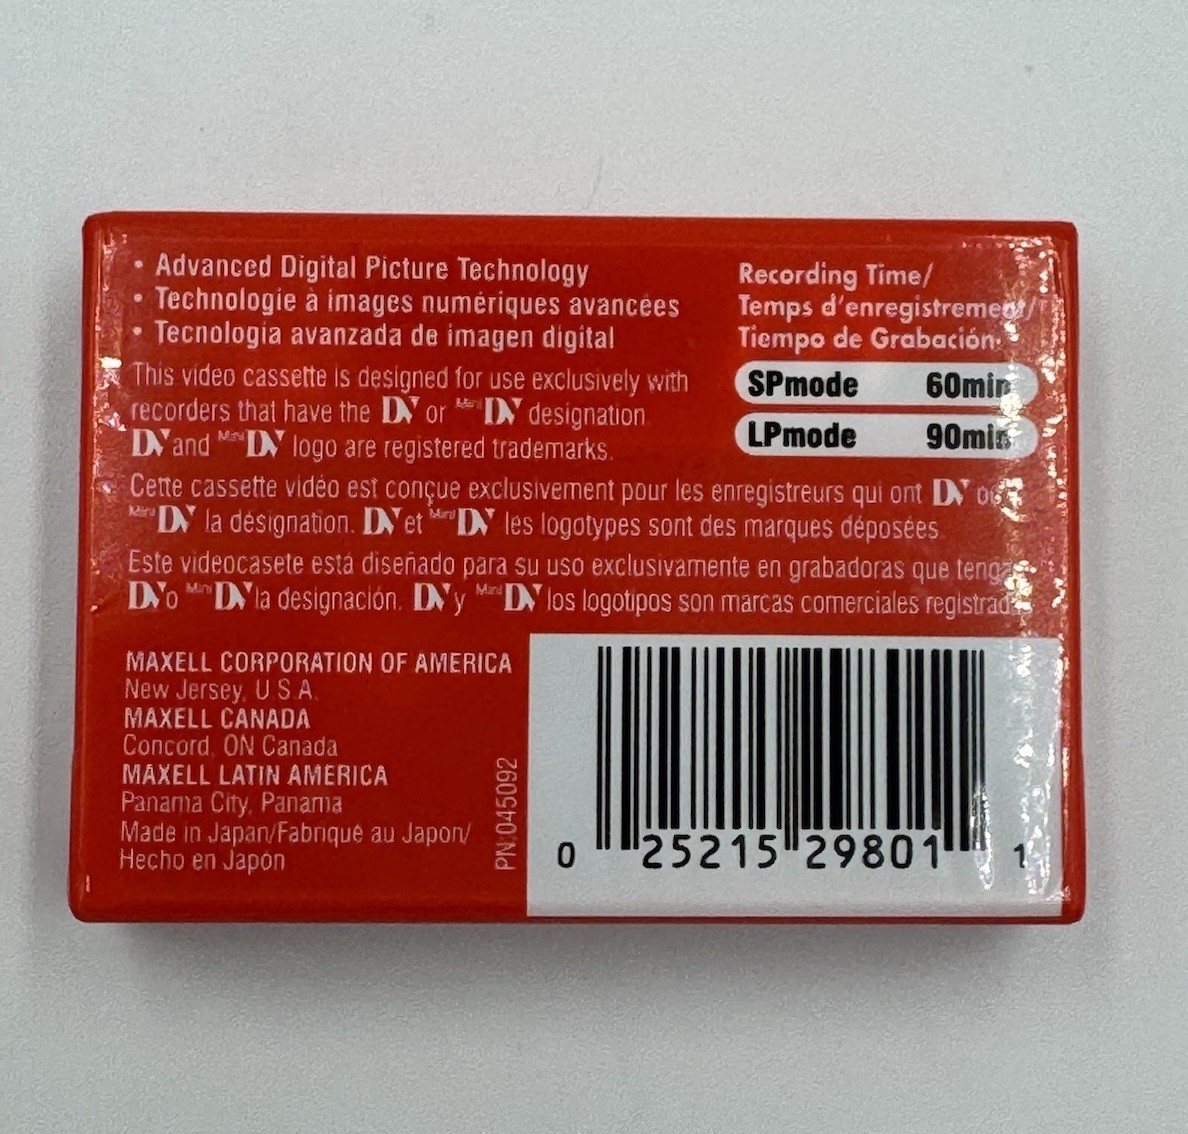 • Advanced Digital Picture Technology
• Technologie à images numériques avancées
• Tecnología avanzada de imagen digital
Recording Time/
Temps d'enregistrement/
Tiempo de Grabación:
SPmode 60min
LPmode 90min
This video cassette is designed for use exclusively with
recorders that have the DV or Mini DV designation
DV and Mini DV logo are registered trademarks.
Cette cassette vidéo est conçue exclusivement pour les enregistreurs qui ont DV ou
Mini DV la désignation. DV et Mini DV les logotypes sont des marques déposées.
Este videocasete está diseñado para su uso exclusivamente en grabadoras que tenga
DV o Mini DV la designación. DV y Mini DV los logotipos son marcas comerciales
MAXELL CORPORATION OF AMERICA
New Jersey, U.S.A.
MAXELL CANADA
Concord, ON Canada
MAXELL LATIN AMERICA
Panama City, Panama
Made in Japan/Fabriqué au Japon/
Hecho en Japón
PN:045092
0 25215 29801 1